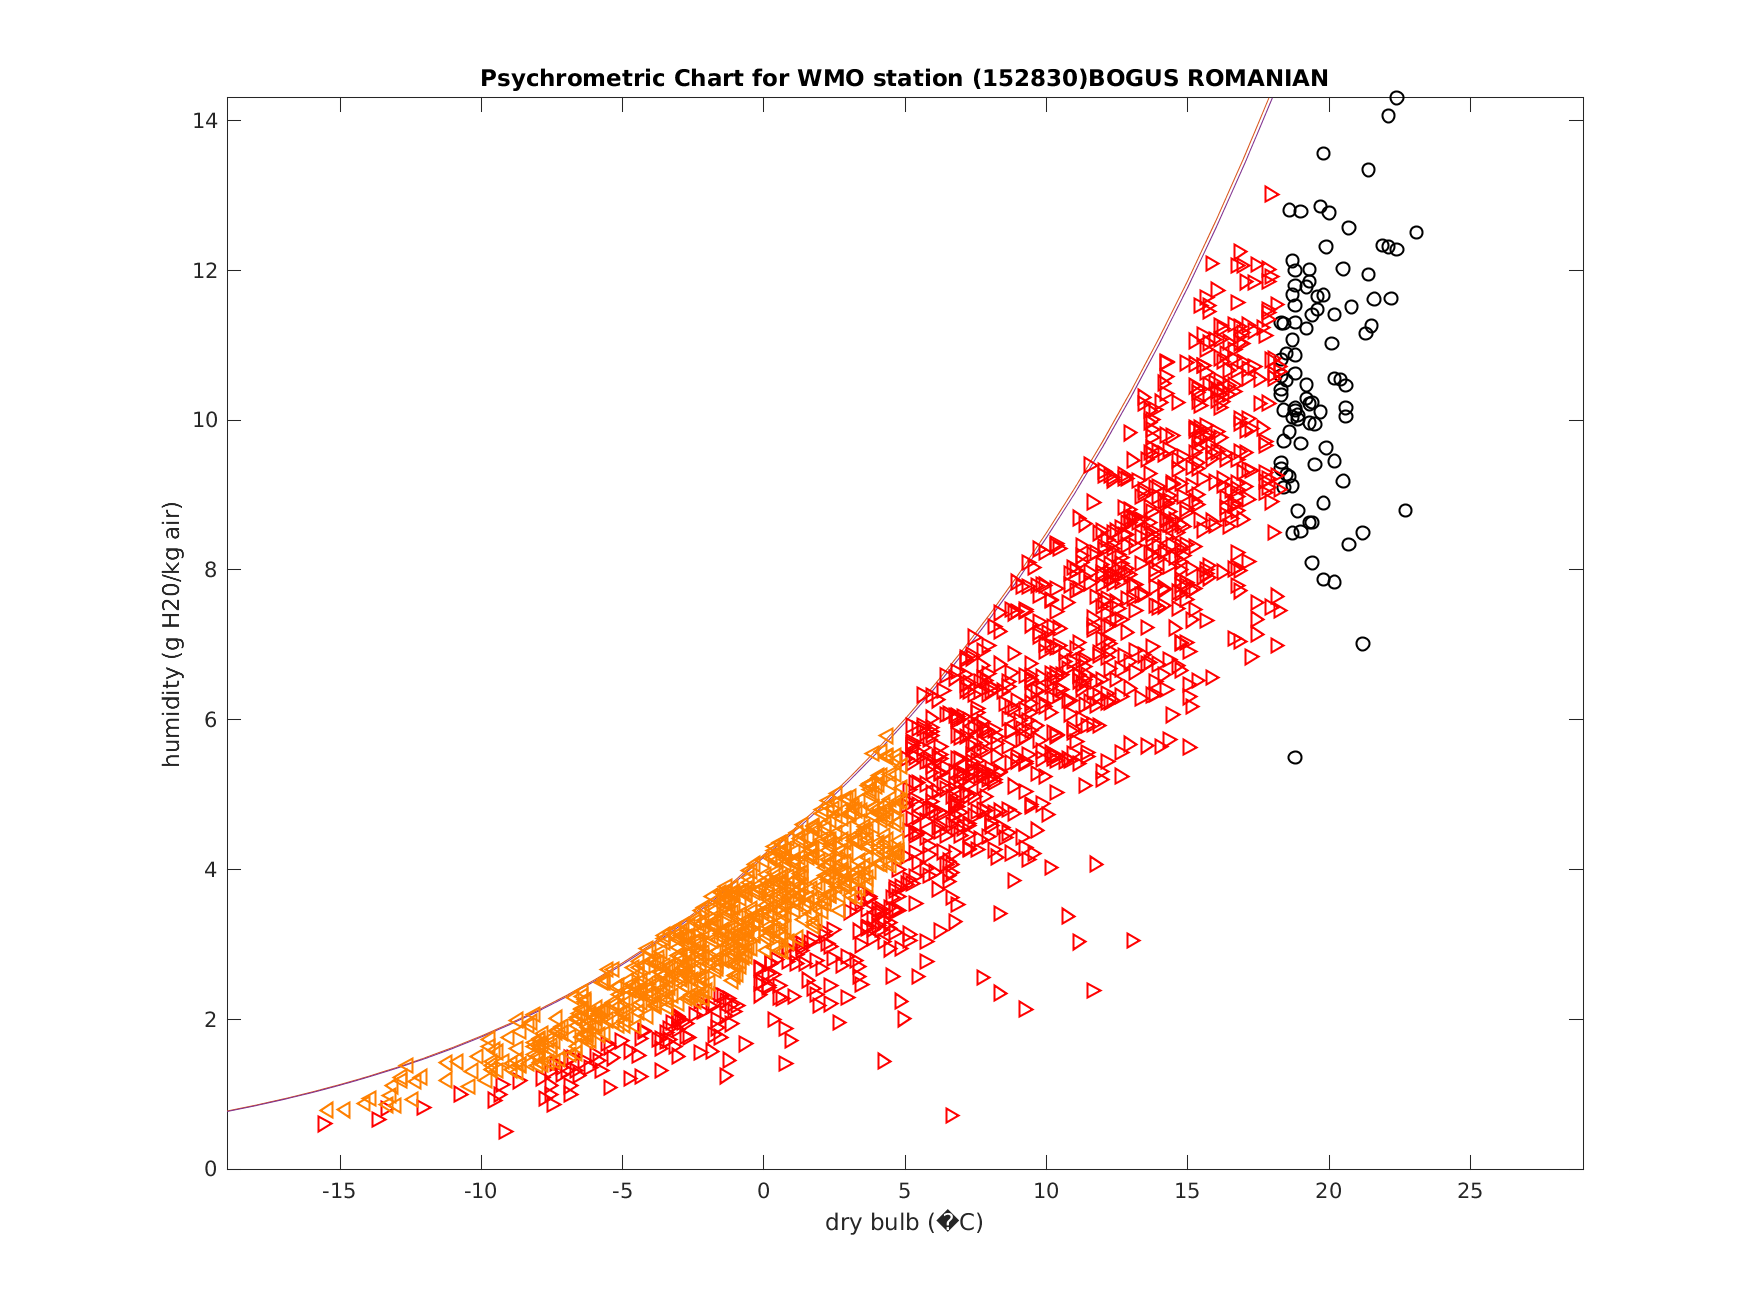 Psychrometric Chart for WMO station (152830)BOGUS ROMANIAN
humidity (g H20/kg air)
14
12
10
8
6
4
2
0
-15 -10 -5 0 5 10 15 20 25
dry bulb (�C)